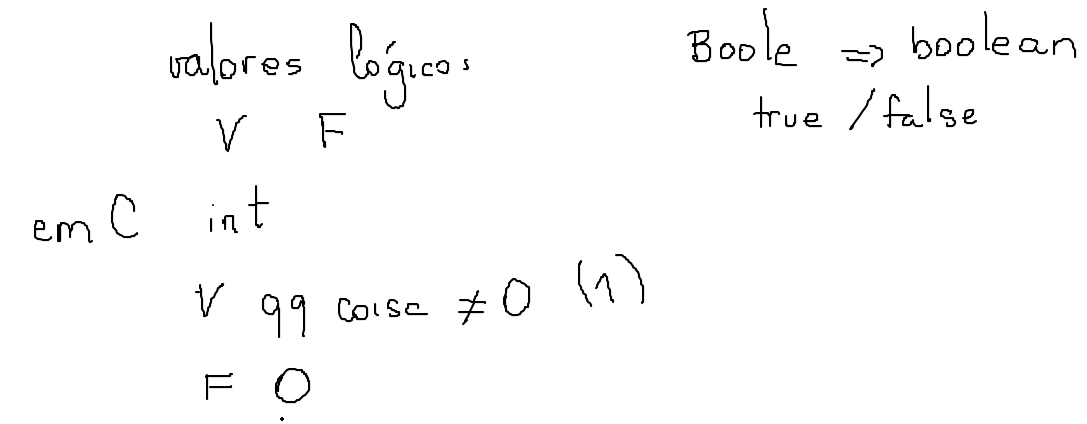 valores lógicos
V F
Boole => boolean
true / false
em C int
V qq coisa ≠ 0 (1)
F 0